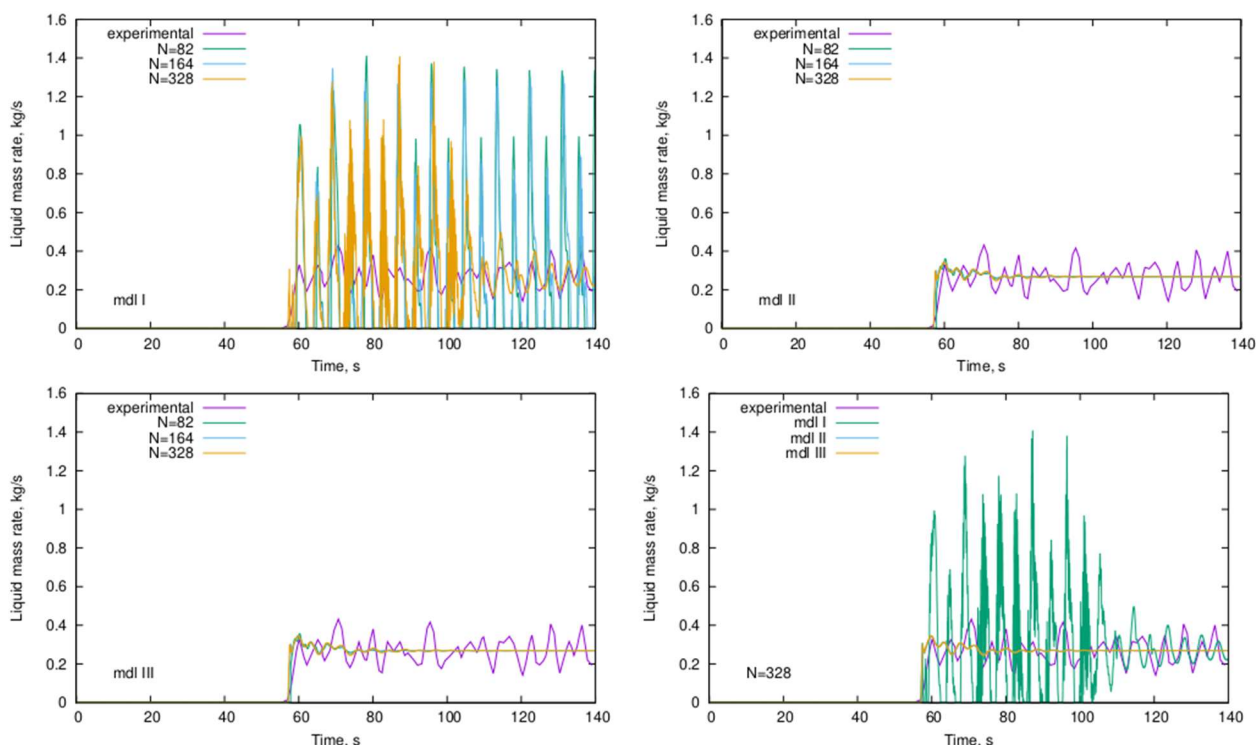 1.6
1.4
1.2
1
0.8
0.6
0.4
0.2
0
Liquid mass rate, kg/s
experimental
N=82
N=164
N=328
mdl I
0 20 40 60 80 100 120 140
Time, s
1.6
1.4
1.2
1
0.8
0.6
0.4
0.2
0
Liquid mass rate, kg/s
experimental
N=82
N=164
N=328
mdl II
0 20 40 60 80 100 120 140
Time, s
1.6
1.4
1.2
1
0.8
0.6
0.4
0.2
0
Liquid mass rate, kg/s
experimental
N=82
N=164
N=328
mdl III
0 20 40 60 80 100 120 140
Time, s
1.6
1.4
1.2
1
0.8
0.6
0.4
0.2
0
Liquid mass rate, kg/s
experimental
mdl I
mdl II
mdl III
N=328
0 20 40 60 80 100 120 140
Time, s